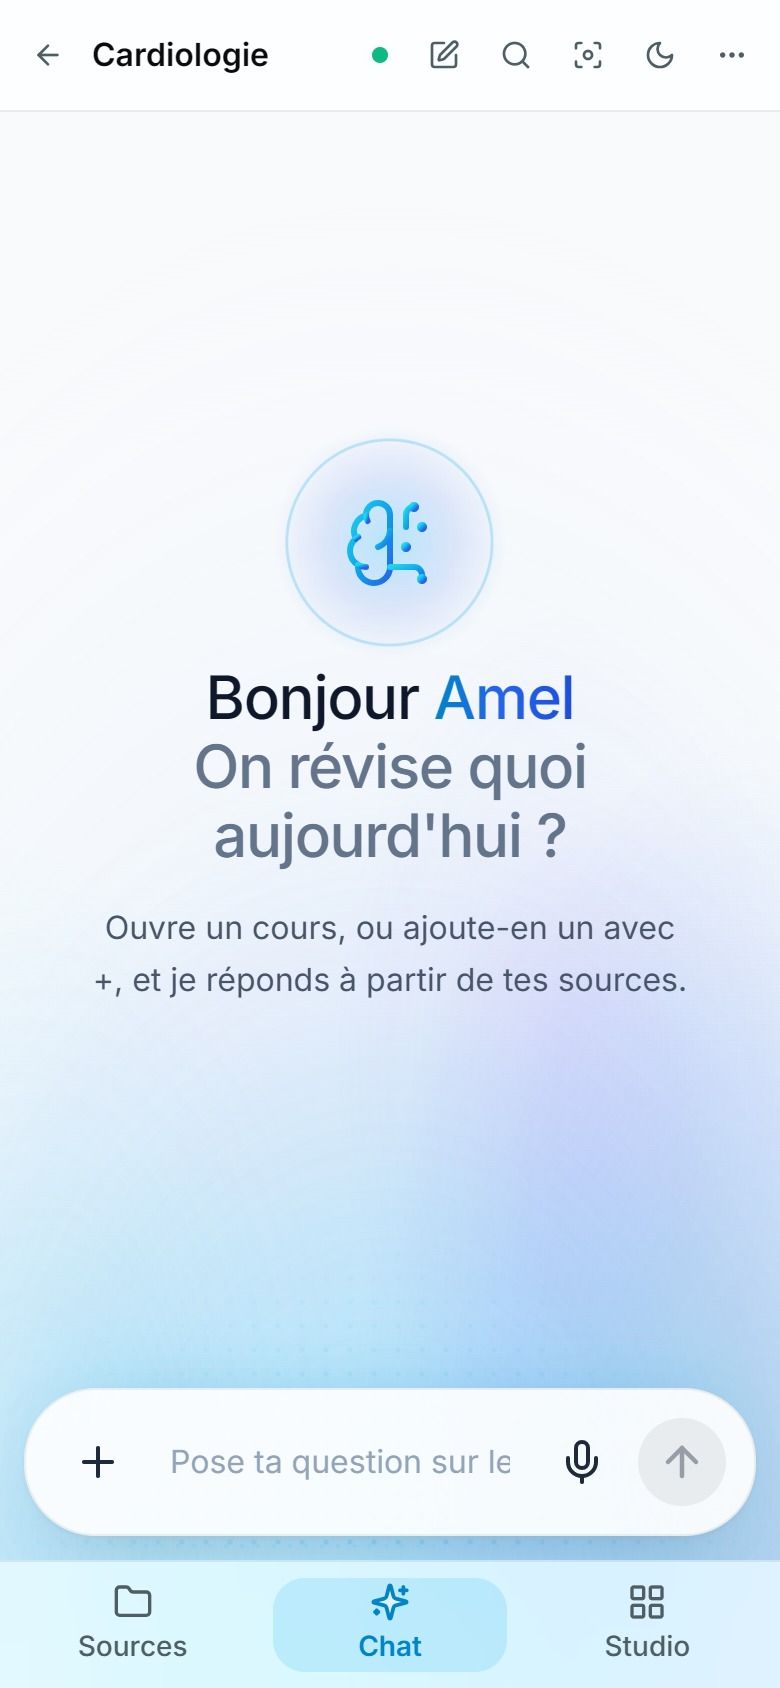 Cardiologie
Bonjour Amel
On révise quoi
aujourd'hui ?
Ouvre un cours, ou ajoute-en un avec
+, et je réponds à partir de tes sources.
Pose ta question sur le
Sources
Chat
Studio